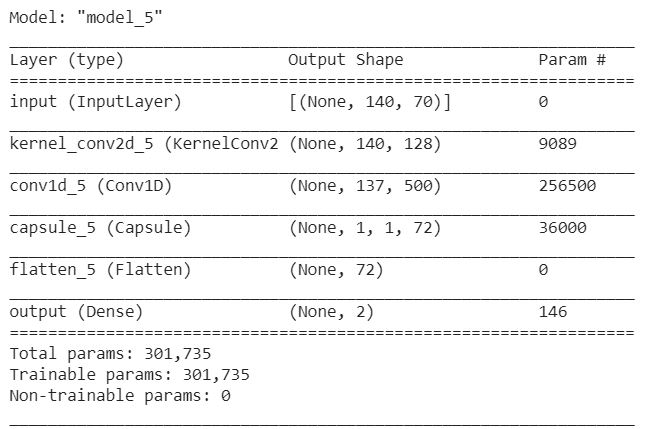 Model: "model_5"
Layer (type) Output Shape Param #
input (InputLayer) [(None, 140, 70)] 0
kernel_conv2d_5 (KernelConv2 (None, 140, 128) 9089
conv1d_5 (Conv1D) (None, 137, 500) 256500
capsule_5 (Capsule) (None, 1, 1, 72) 36000
flatten_5 (Flatten) (None, 72) 0
output (Dense) (None, 2) 146
Total params: 301,735
Trainable params: 301,735
Non-trainable params: 0